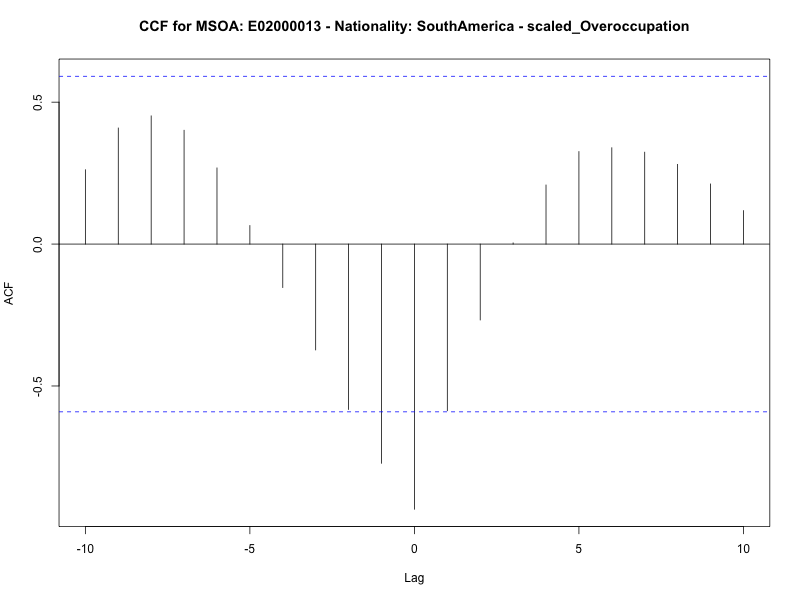 CCF for MSOA: E02000013 - Nationality: SouthAmerica - scaled_Overoccupation
0.5
0.0
-0.5
ACF
-10
-5
0
5
10
Lag